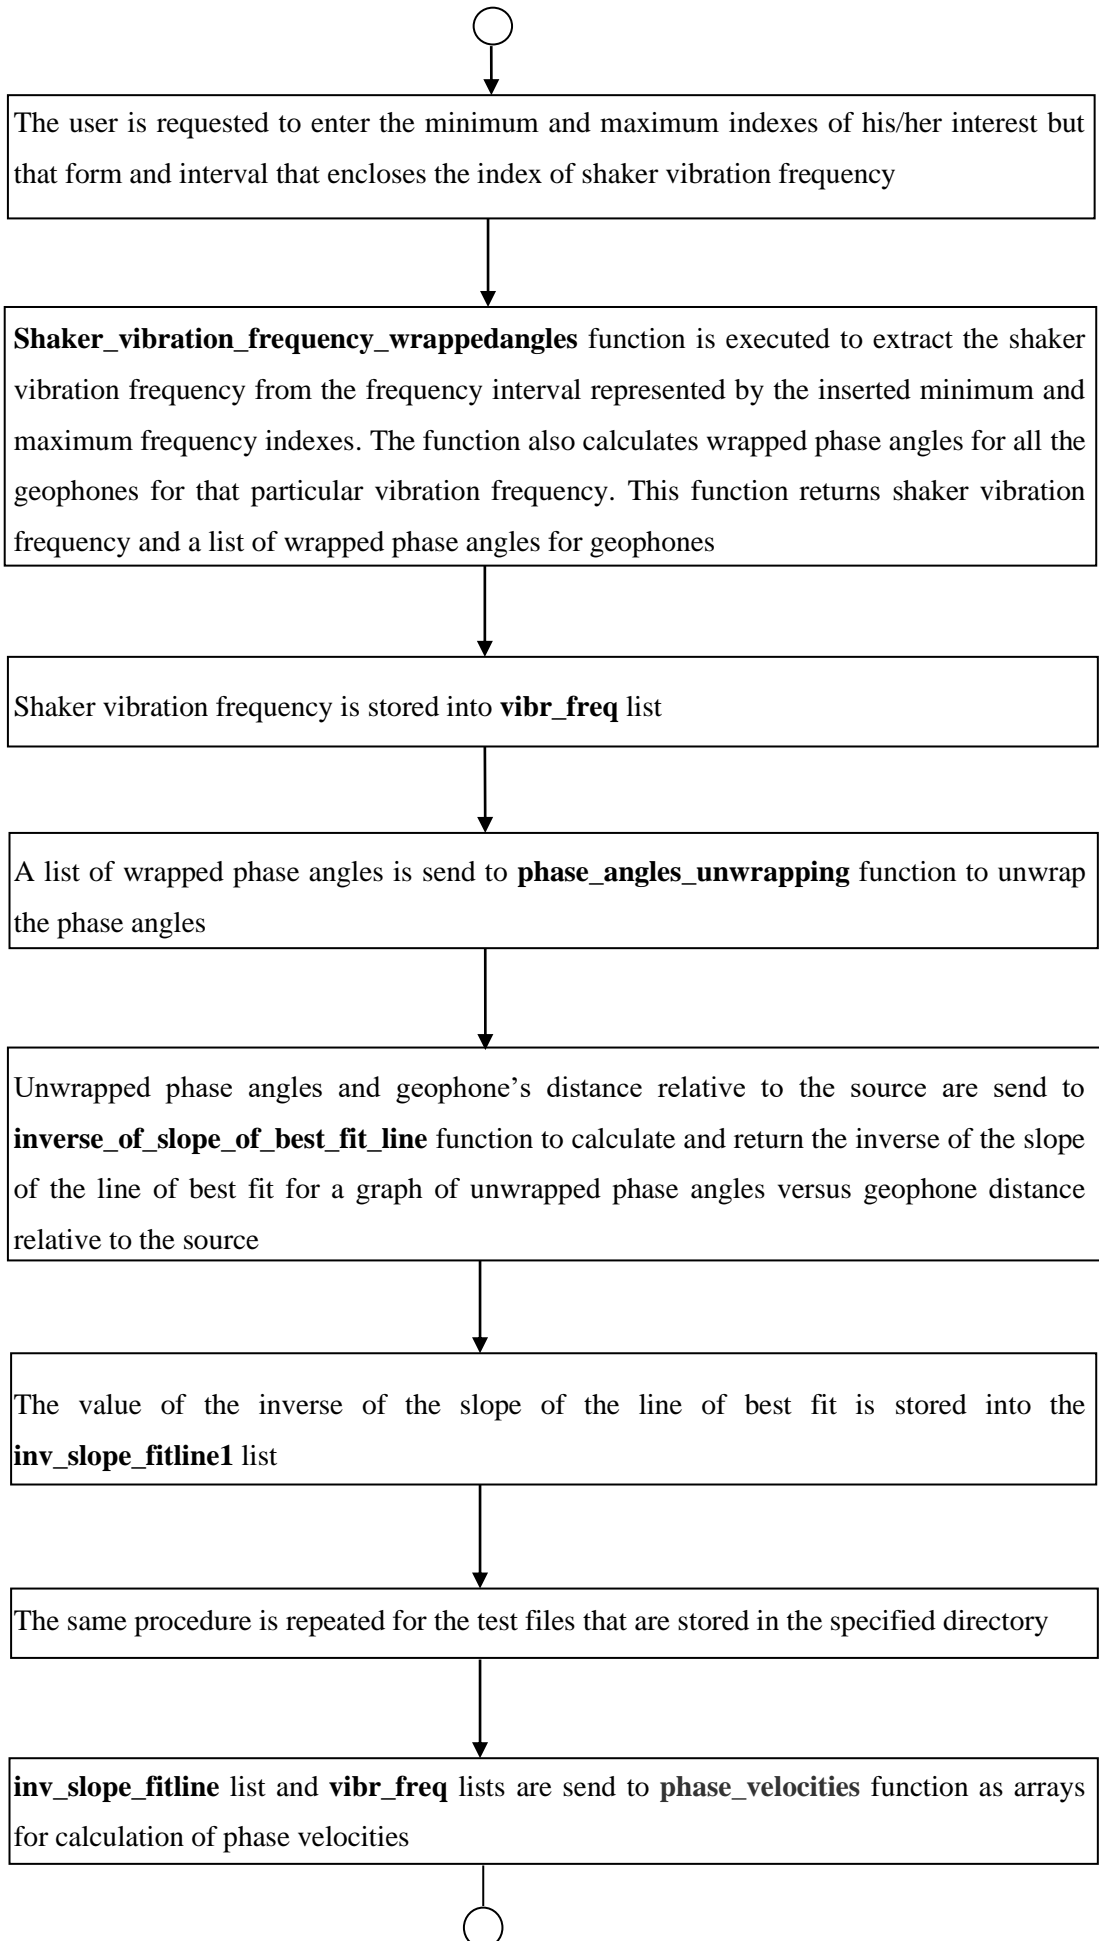 The user is requested to enter the minimum and maximum indexes of his/her interest but
that form and interval that encloses the index of shaker vibration frequency
Shaker_vibration_frequency_wrappedangles function is executed to extract the shaker
vibration frequency from the frequency interval represented by the inserted minimum and
maximum frequency indexes. The function also calculates wrapped phase angles for all the
geophones for that particular vibration frequency. This function returns shaker vibration
frequency and a list of wrapped phase angles for geophones
Shaker vibration frequency is stored into vibr_freq list
A list of wrapped phase angles is send to phase_angles_unwrapping function to unwrap
the phase angles
Unwrapped phase angles and geophone’s distance relative to the source are send to
inverse_of_slope_of_best_fit_line function to calculate and return the inverse of the slope
of the line of best fit for a graph of unwrapped phase angles versus geophone distance
relative to the source
The value of the inverse of the slope of the line of best fit is stored into the
inv_slope_fitline1 list
The same procedure is repeated for the test files that are stored in the specified directory
inv_slope_fitline list and vibr_freq lists are send to phase_velocities function as arrays
for calculation of phase velocities